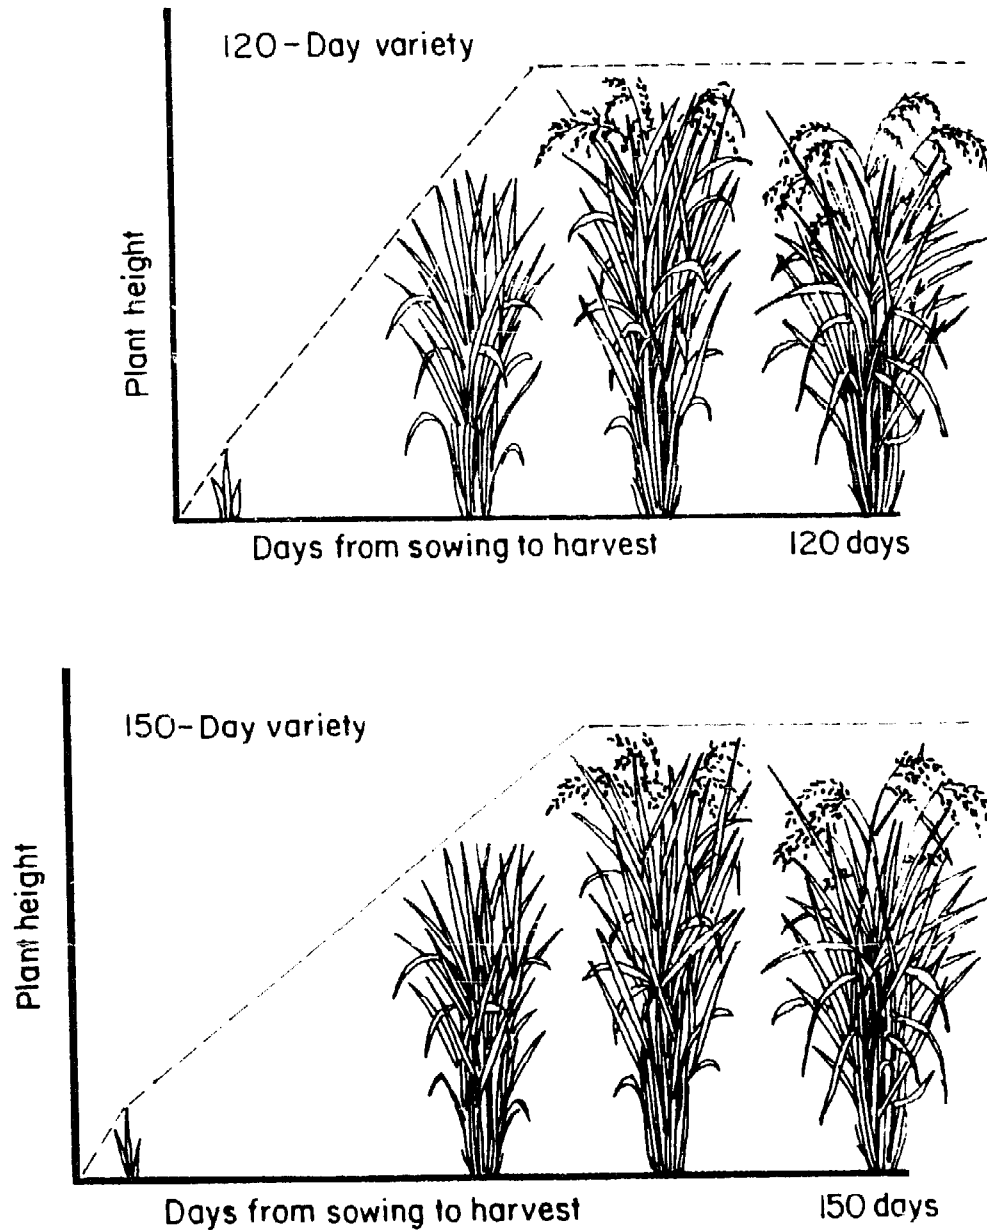 120-Day variety
Plant height
Days from sowing to harvest 120 days
150-Day variety
Plant height
Days from sowing to harvest 150 days